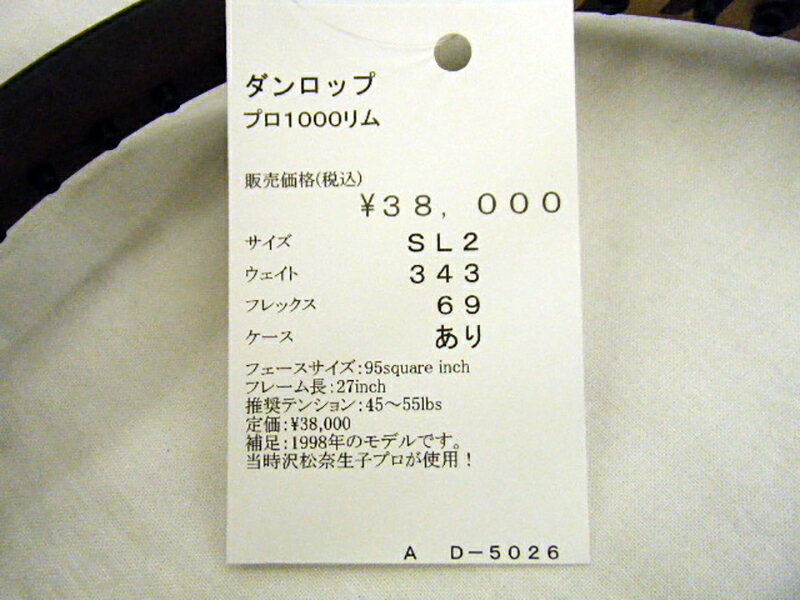 ダンロップ
プロ1000リム
販売価格(税込)
¥38,000
サイズ SL2
ウェイト 343
フレックス 69
ケース あり
フェースサイズ:95square inch
フレーム長:27inch
推奨テンション:45〜55lbs
定価:¥38,000
補足:1998年のモデルです。
当時沢松奈生子プロが使用！
A D-5026